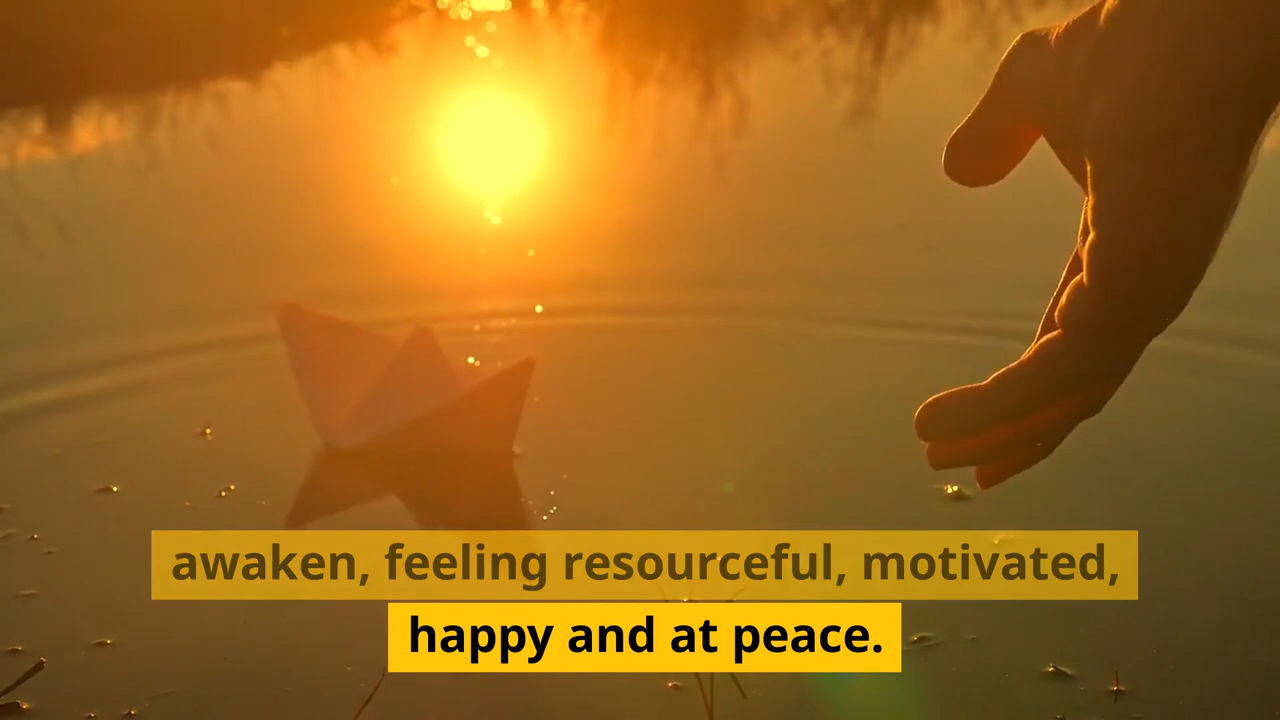 awaken, feeling resourceful, motivated,
happy and at peace.